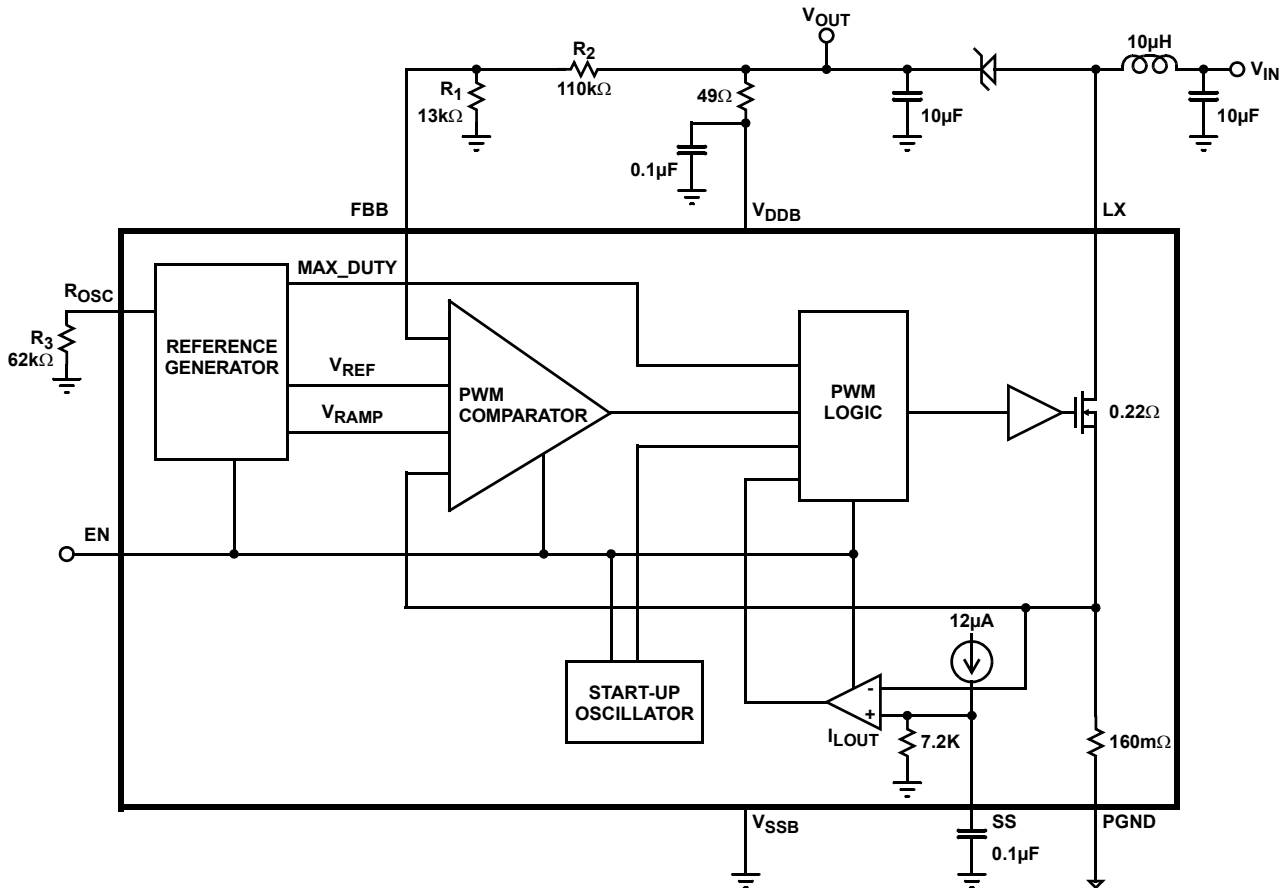 VOUT
R2
110kΩ
10µH
VIN
R1
13kΩ
49Ω
10µF
10µF
0.1µF
FBB
VDDB
LX
MAX_DUTY
ROSC
R3
62kΩ
REFERENCE
GENERATOR
VREF
VRAMP
PWM
COMPARATOR
PWM
LOGIC
0.22Ω
EN
12µA
START-UP
OSCILLATOR
-
+
ILOUT
7.2K
160mΩ
VSSB
SS
0.1µF
PGND